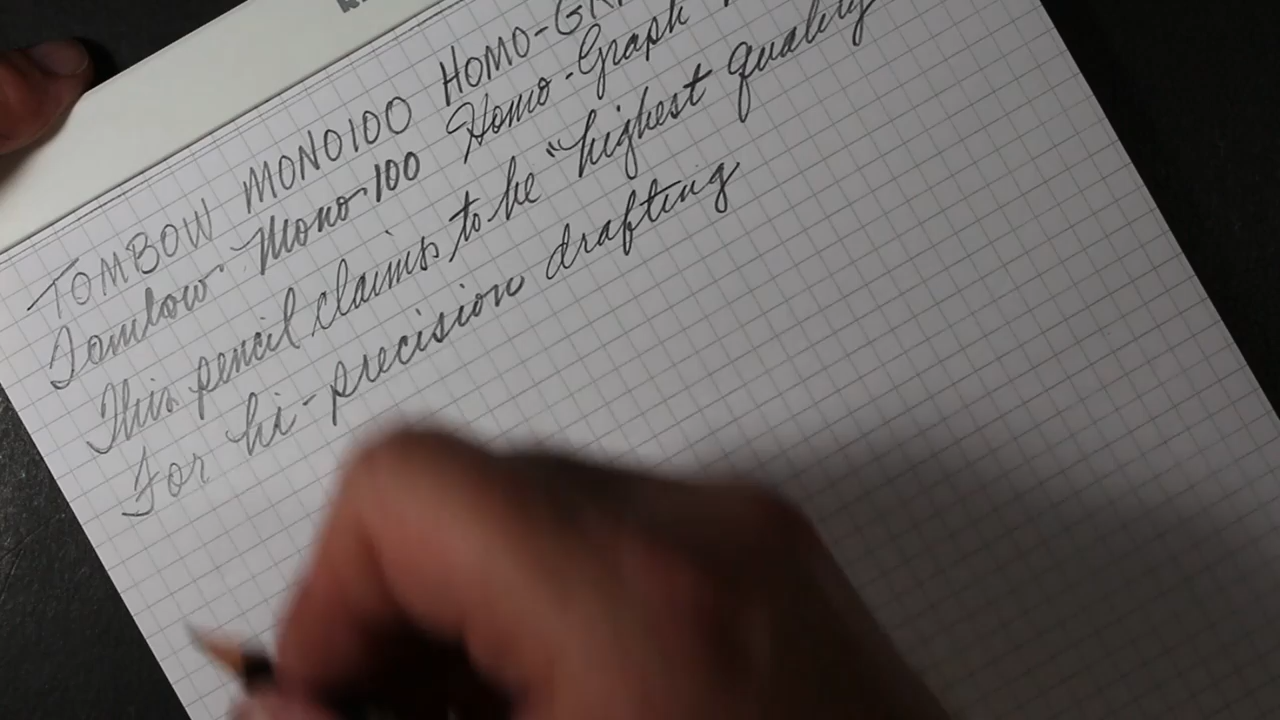 TOMBOW MONO100 HOMO-GR
Tombow Mono-100 Homo-Graph
This pencil claims to be "highest quality
For hi-precision drafting